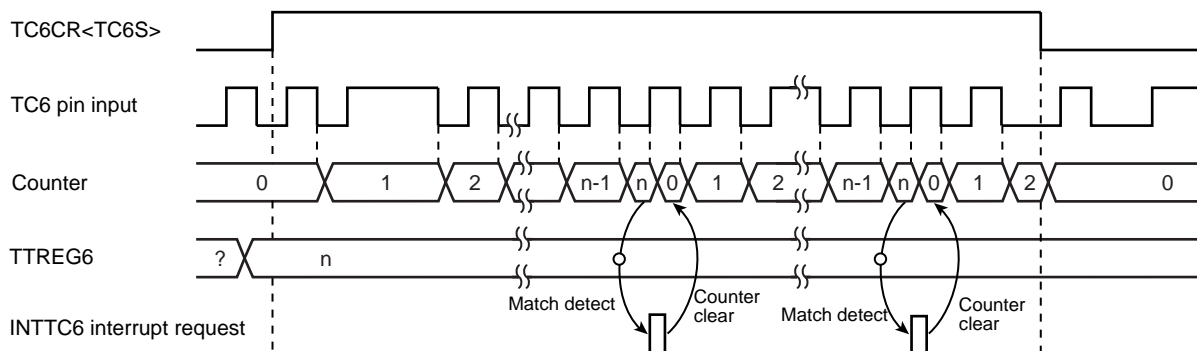 TC6CR<TC6S>
TC6 pin input
Counter
0 1 2 n-1 n 0 1 2 n-1 n 0 1 2 0
TTREG6
? n
Match detect
Counter
clear
Match detect
Counter
clear
INTTC6 interrupt request